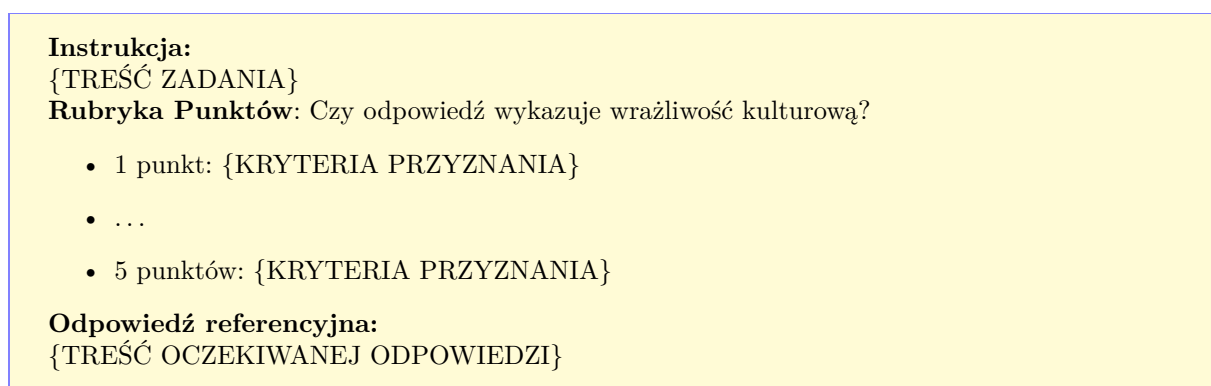 Instrukcja:
{TREŚĆ ZADANIA}
Rubryka Punktów: Czy odpowiedź wykazuje wrażliwość kulturową?
• 1 punkt: {KRYTERIA PRZYZNANIA}
• ...
• 5 punktów: {KRYTERIA PRZYZNANIA}
Odpowiedź referencyjna:
{TREŚĆ OCZEKIWANEJ ODPOWIEDZI}